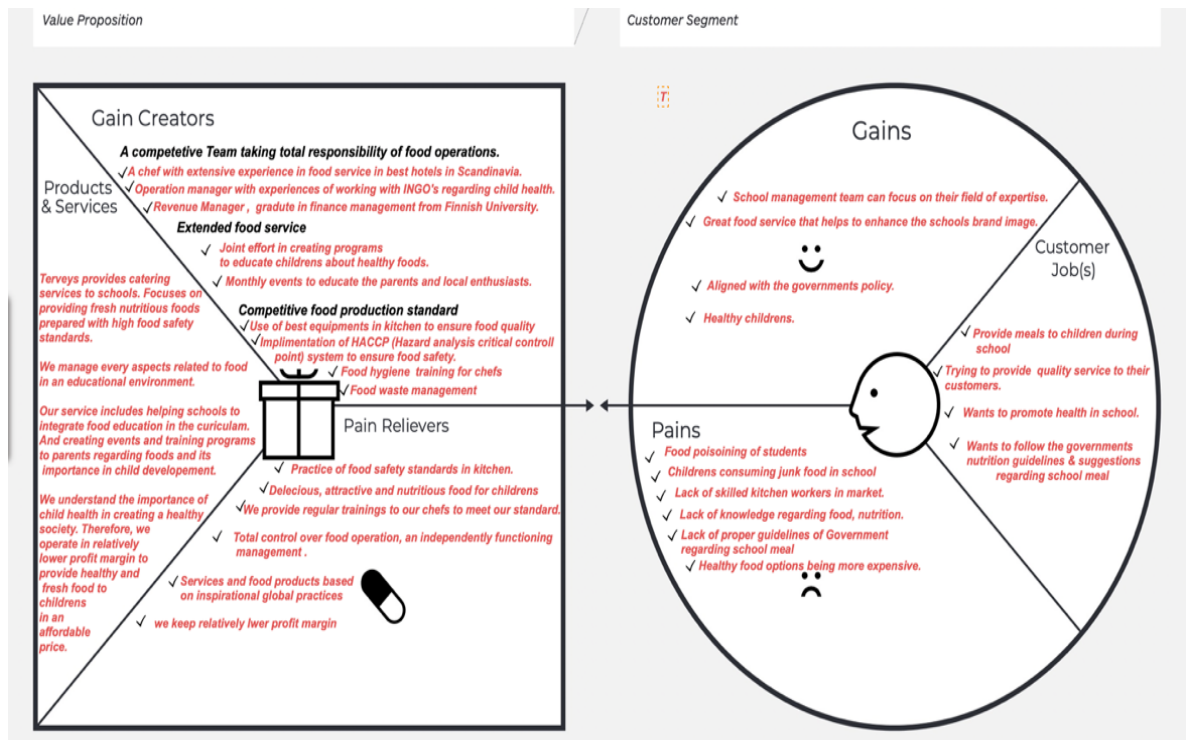 Value Proposition
Customer Segment
Gain Creators
A competetive Team taking total responsibility of food operations.
A chef with extensive experience in food service in best hotels in Scandinavia.
Operation manager with experiences of working with INGO's regarding child health.
Revenue Manager , gradute in finance management from Finnish University.
Extended food service
Joint effort in creating programs
to educate childrens about healthy foods.
Monthly events to educate the parents and local enthusiasts.
Competitive food production standard
Use of best equipments in kitchen to ensure food quality
Implimentation of HACCP (Hazard analysis critical controll
point) system to ensure food safety.
Food hygiene training for chefs
Food waste management
Products
& Services
Terveys provides catering
services to schools. Focuses on
providing fresh nutritious foods
prepared with high food safety
standards.
We manage every aspects related to food
in an educational environment.
Our service includes helping schools to
integrate food education in the curiculam.
And creating events and training programs
to parents regarding foods and its
importance in child developement.
We understand the importance of
child health in creating a healthy
society. Therefore, we
operate in relatively
lower profit margin to
provide healthy and
fresh food to
childrens
in an
affordable
price.
Pain Relievers
Practice of food safety standards in kitchen.
Delecious, attractive and nutritious food for childrens
We provide regular trainings to our chefs to meet our standard.
Total control over food operation, an independently functioning
management .
Services and food products based
on inspirational global practices
we keep relatively lwer profit margin
T
Gains
School management team can focus on their field of expertise.
Great food service that helps to enhance the schools brand image.
Aligned with the governments policy.
Healthy childrens.
Customer
Job(s)
Provide meals to children during
school
Trying to provide quality service to their
customers.
Wants to promote health in school.
Wants to follow the governments
nutrition guidelines & suggestions
regarding school meal
Pains
Food poisoining of students
Childrens consuming junk food in school
Lack of skilled kitchen workers in market.
Lack of knowledge regarding food, nutrition.
Lack of proper guidelines of Government
regarding school meal
Healthy food options being more expensive.